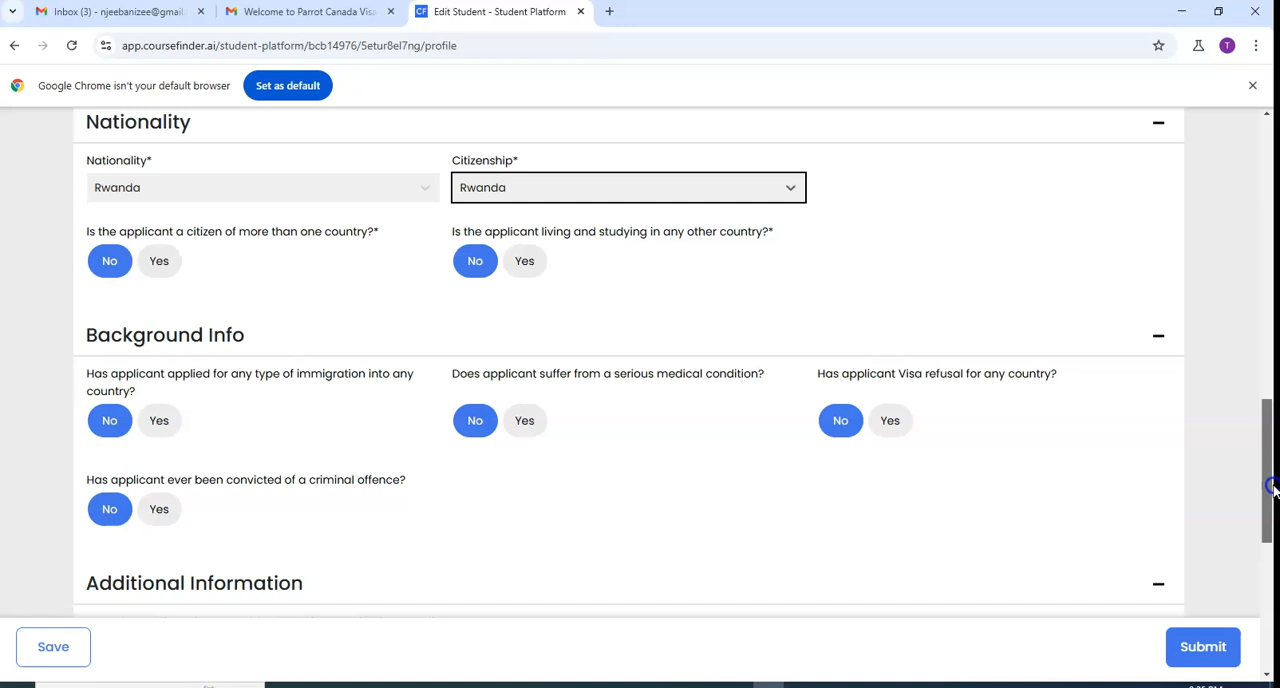 Inbox (3) - njeebanizee@gmail
Welcome to Parrot Canada Visa
CF Edit Student - Student Platform
app.coursefinder.ai/student-platform/bcb14976/5etur8el7ng/profile
T
Google Chrome isn't your default browser
Set as default
Nationality
Nationality*
Citizenship*
Rwanda
Rwanda
Is the applicant a citizen of more than one country?*
Is the applicant living and studying in any other country?*
No Yes
No Yes
Background Info
Has applicant applied for any type of immigration into any
country?
Does applicant suffer from a serious medical condition?
Has applicant Visa refusal for any country?
No Yes
No Yes
No Yes
Has applicant ever been convicted of a criminal offence?
No Yes
Additional Information
Save
Submit